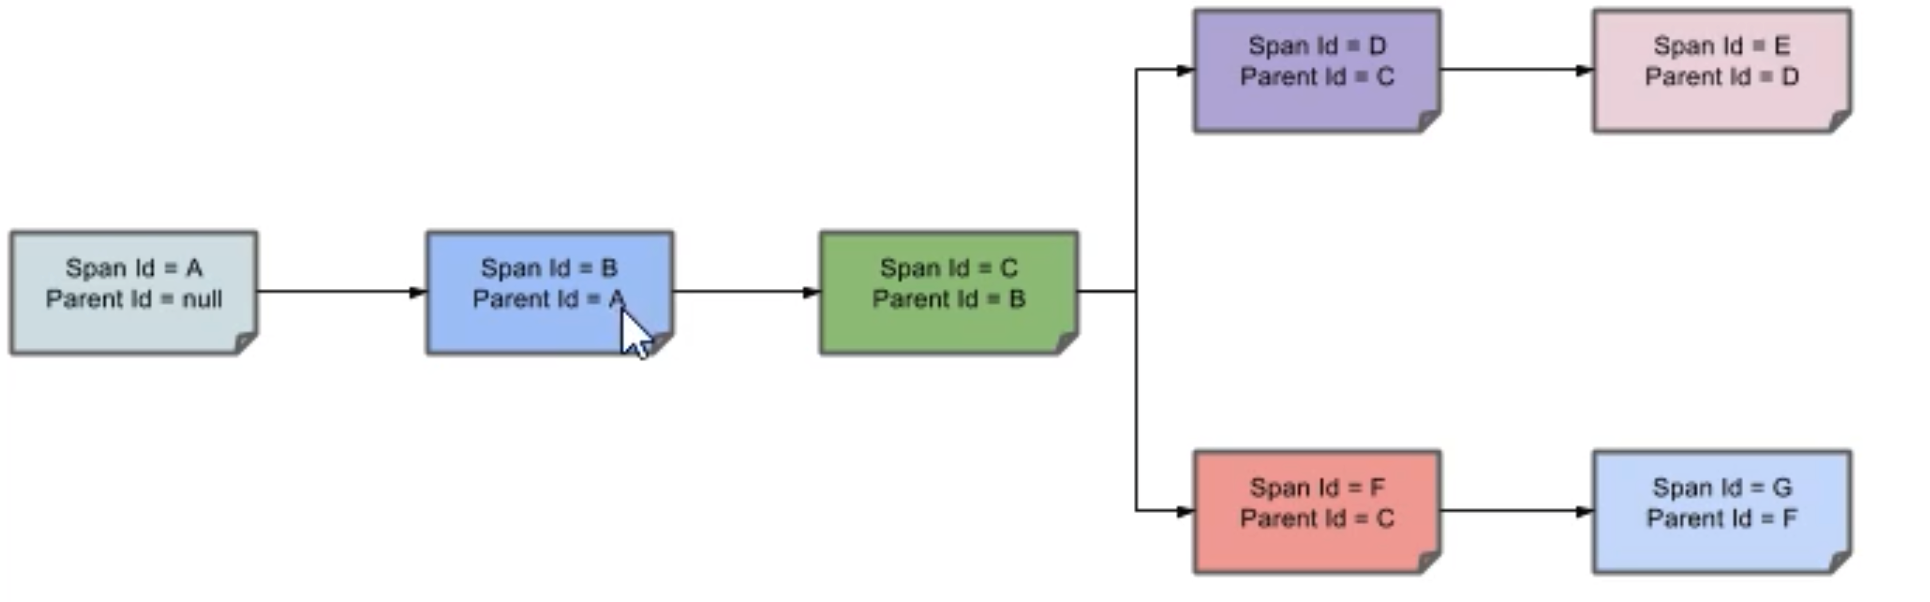 Span Id = D
Parent Id = C
Span Id = E
Parent Id = D
Span Id = A
Parent Id = null
Span Id = B
Parent Id = A
Span Id = C
Parent Id = B
Span Id = F
Parent Id = C
Span Id = G
Parent Id = F